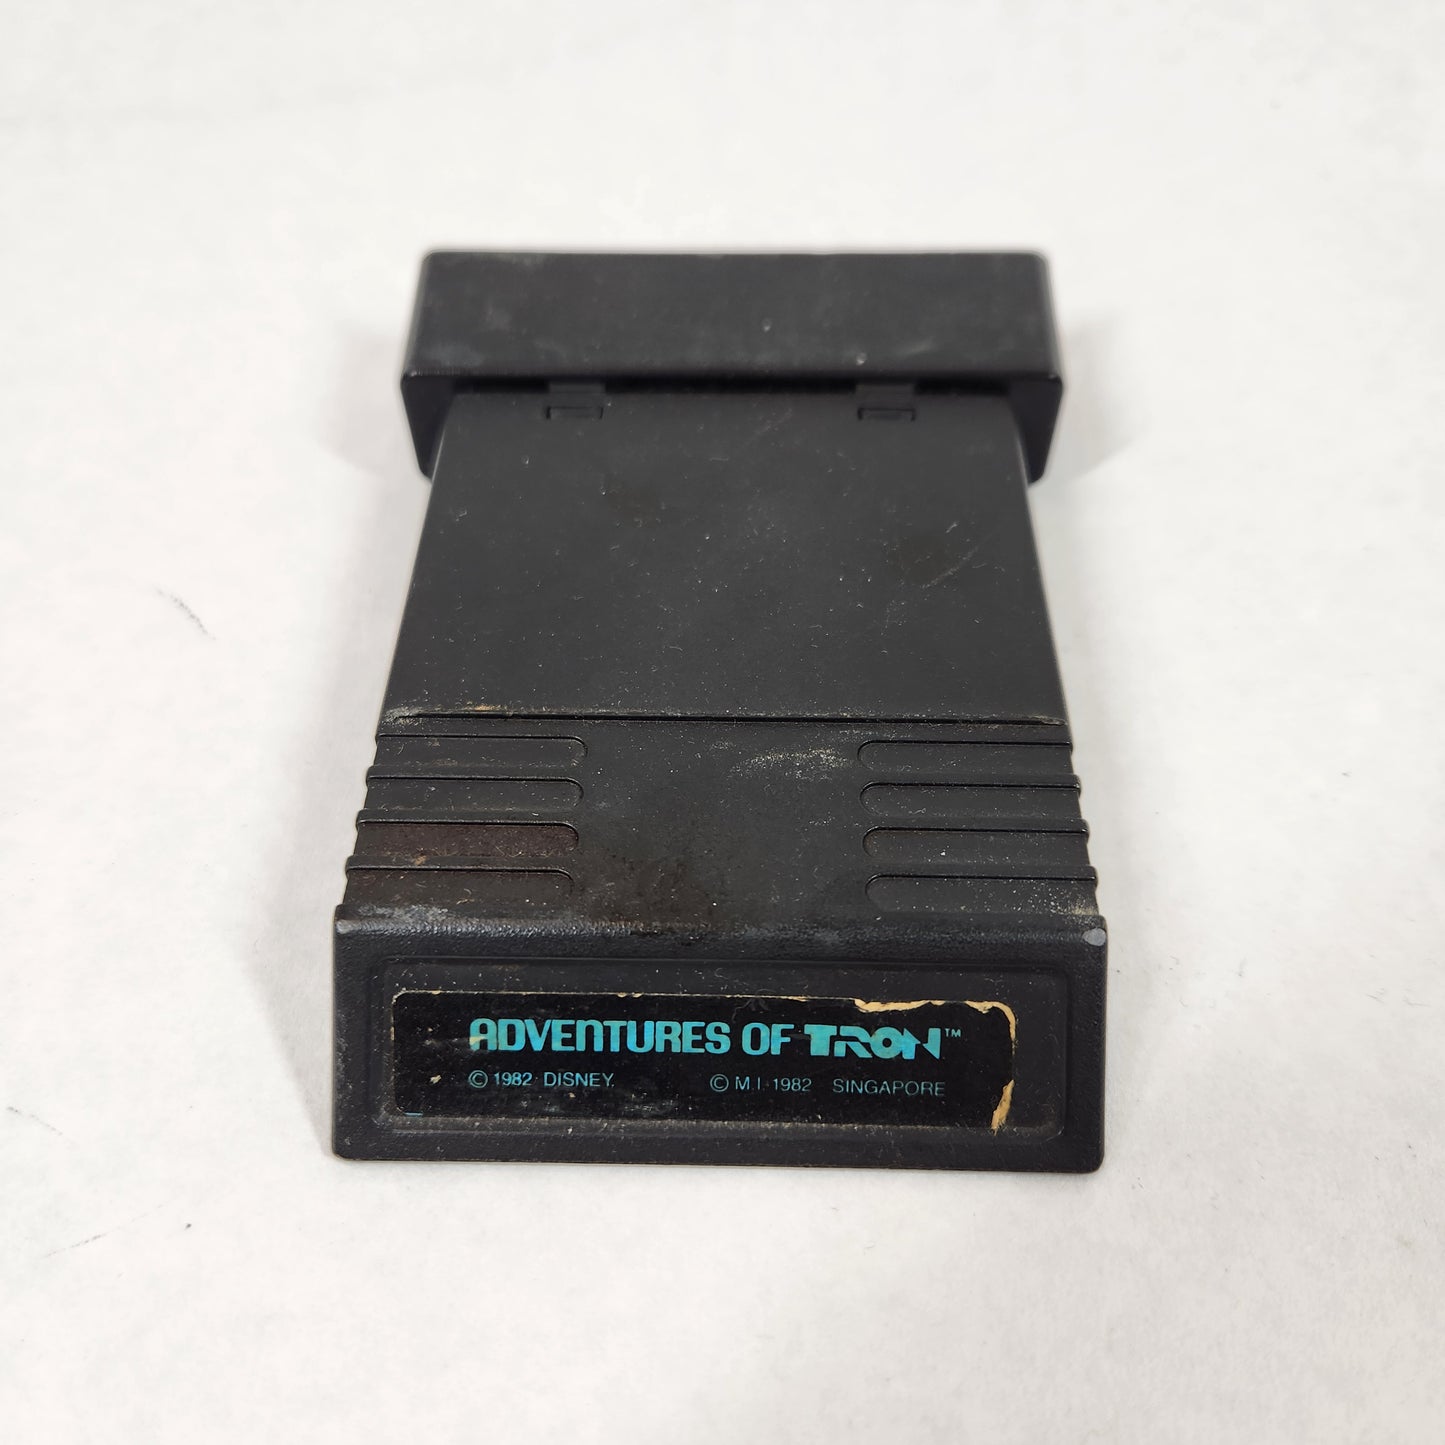 ADVENTURES OF TRON™
© 1982 DISNEY. © M.I. 1982 SINGAPORE